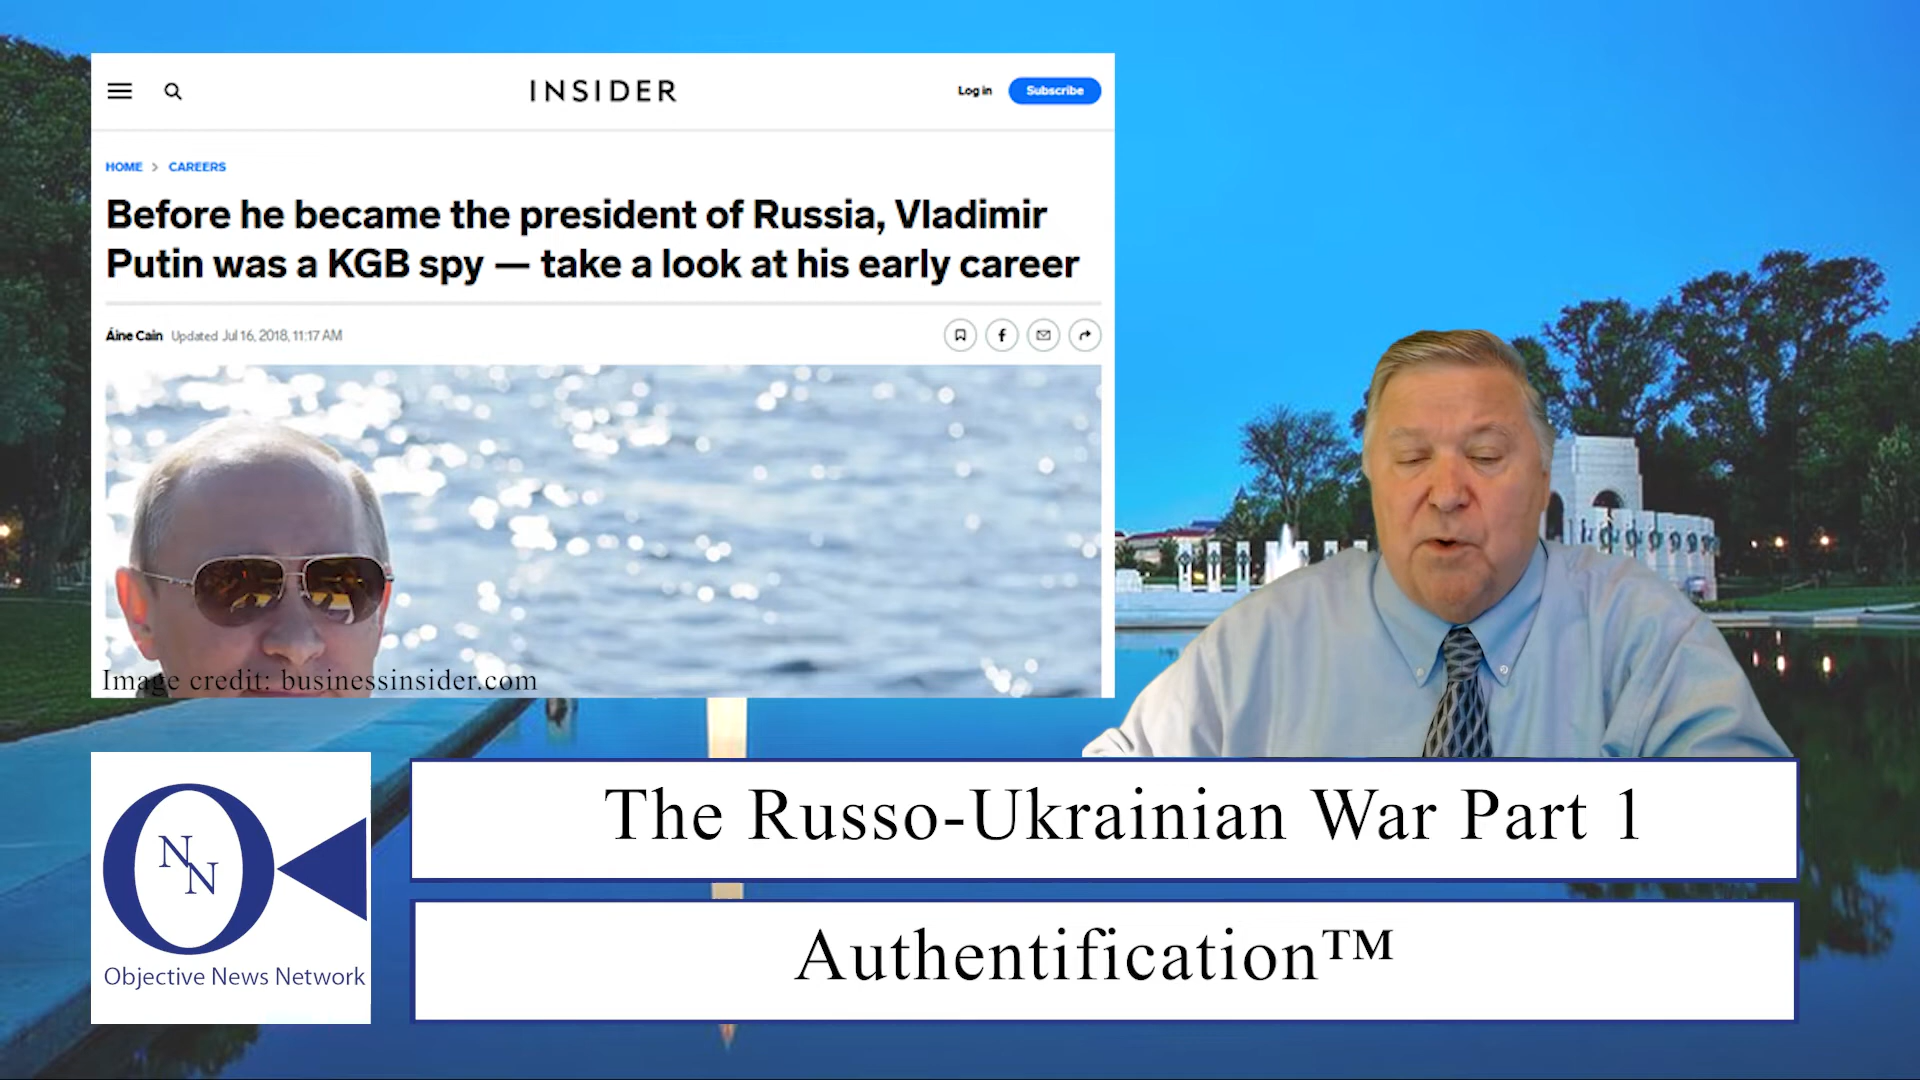 INSIDER
Log in
Subscribe
HOME > CAREERS
Before he became the president of Russia, Vladimir
Putin was a KGB spy — take a look at his early career
Áine Cain Updated Jul 16, 2018, 11:17 AM
Image credit: businessinsider.com
The Russo-Ukrainian War Part 1
ONN
Objective News Network
Authentification™